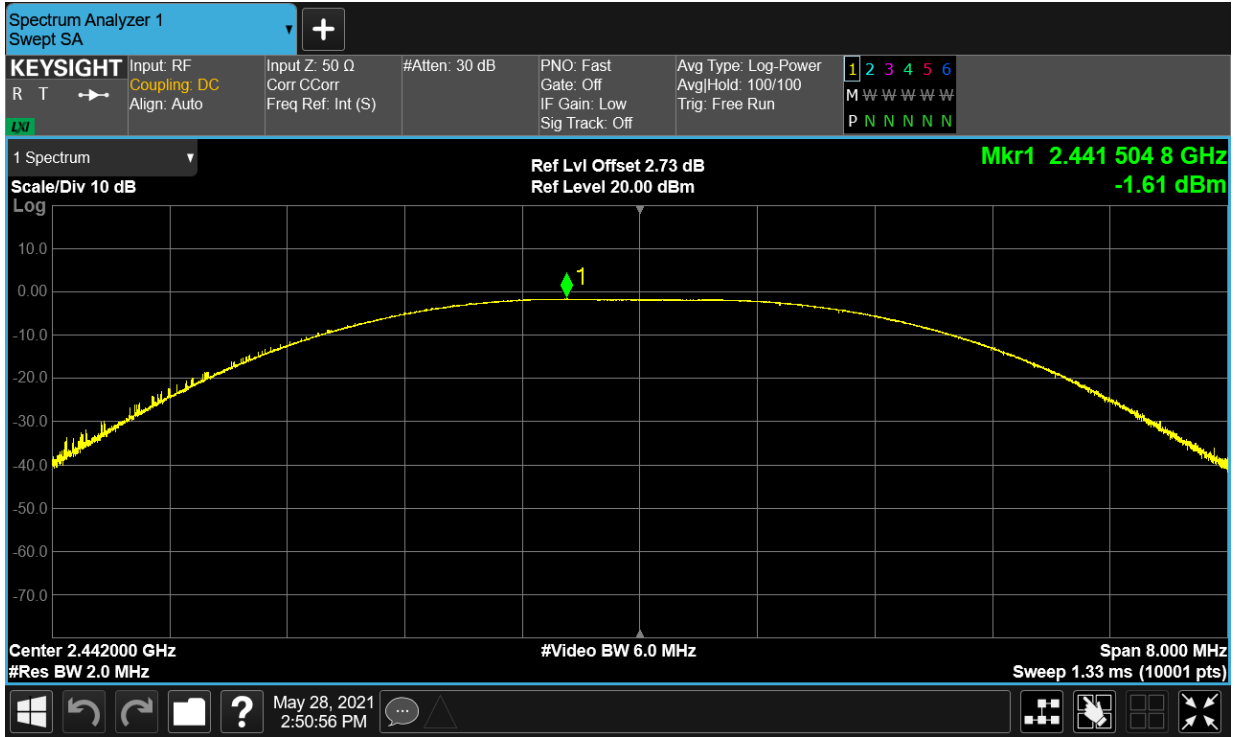 Spectrum Analyzer 1
Swept SA
KEYSIGHT
R T
LXI
Input: RF
Coupling: DC
Align: Auto
Input Z: 50 Ω
Corr CCorr
Freq Ref: Int (S)
#Atten: 30 dB
PNO: Fast
Gate: Off
IF Gain: Low
Sig Track: Off
Avg Type: Log-Power
Avg|Hold: 100/100
Trig: Free Run
1 2 3 4 5 6
M W W W W W
P N N N N N
1 Spectrum
Scale/Div 10 dB
Ref Lvl Offset 2.73 dB
Ref Level 20.00 dBm
Mkr1 2.441 504 8 GHz
-1.61 dBm
Log
10.0
0.00
-10.0
-20.0
-30.0
-40.0
-50.0
-60.0
-70.0
1
Center 2.442000 GHz
#Res BW 2.0 MHz
#Video BW 6.0 MHz
Span 8.000 MHz
Sweep 1.33 ms (10001 pts)
?
May 28, 2021
2:50:56 PM